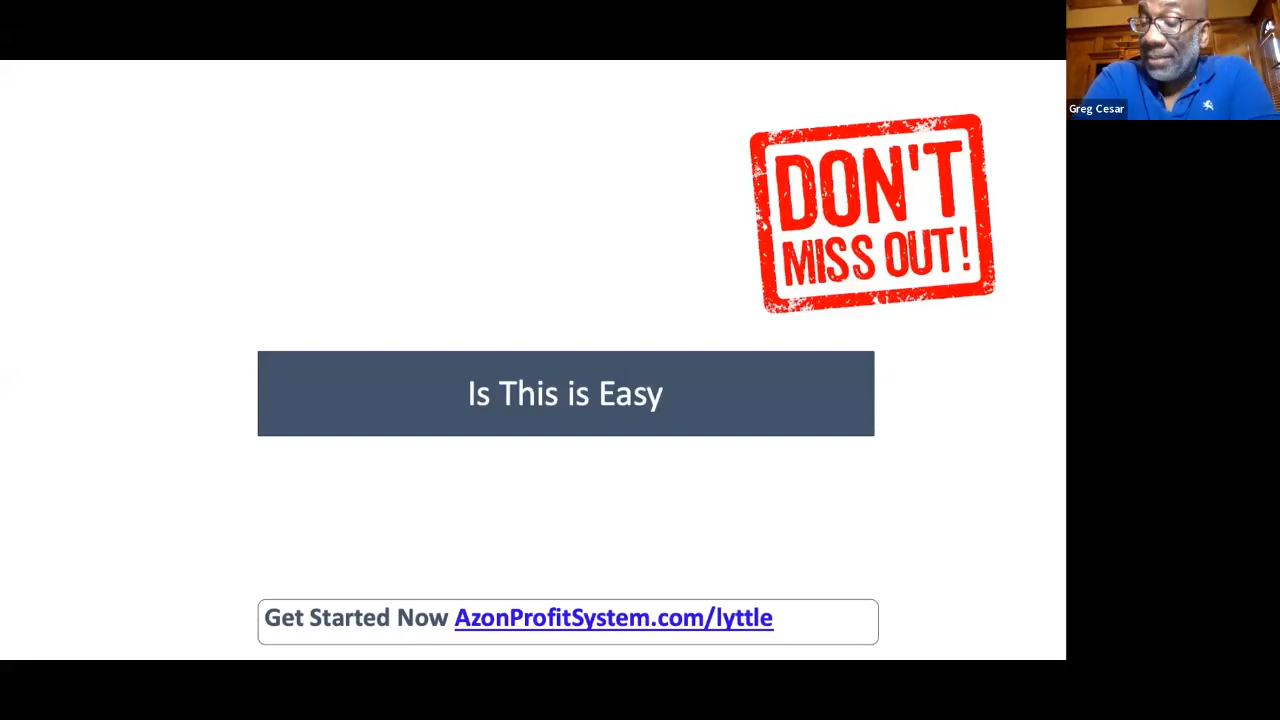 Greg Cesar
DON'T
MISS OUT!
Is This is Easy
Get Started Now AzonProfitSystem.com/lyttle